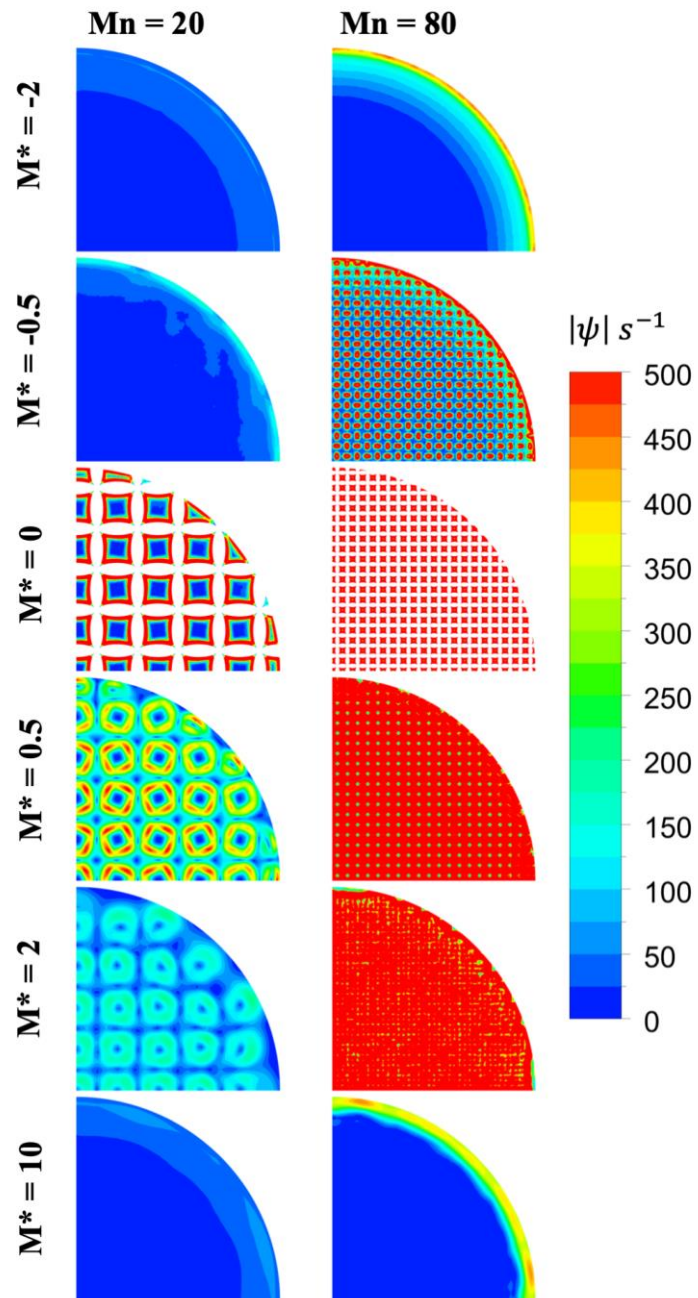 Mn = 20
Mn = 80
M* = -2
M* = -0.5
M* = 0
M* = 0.5
M* = 2
M* = 10
|ψ| s⁻¹
500
450
400
350
300
250
200
150
100
50
0